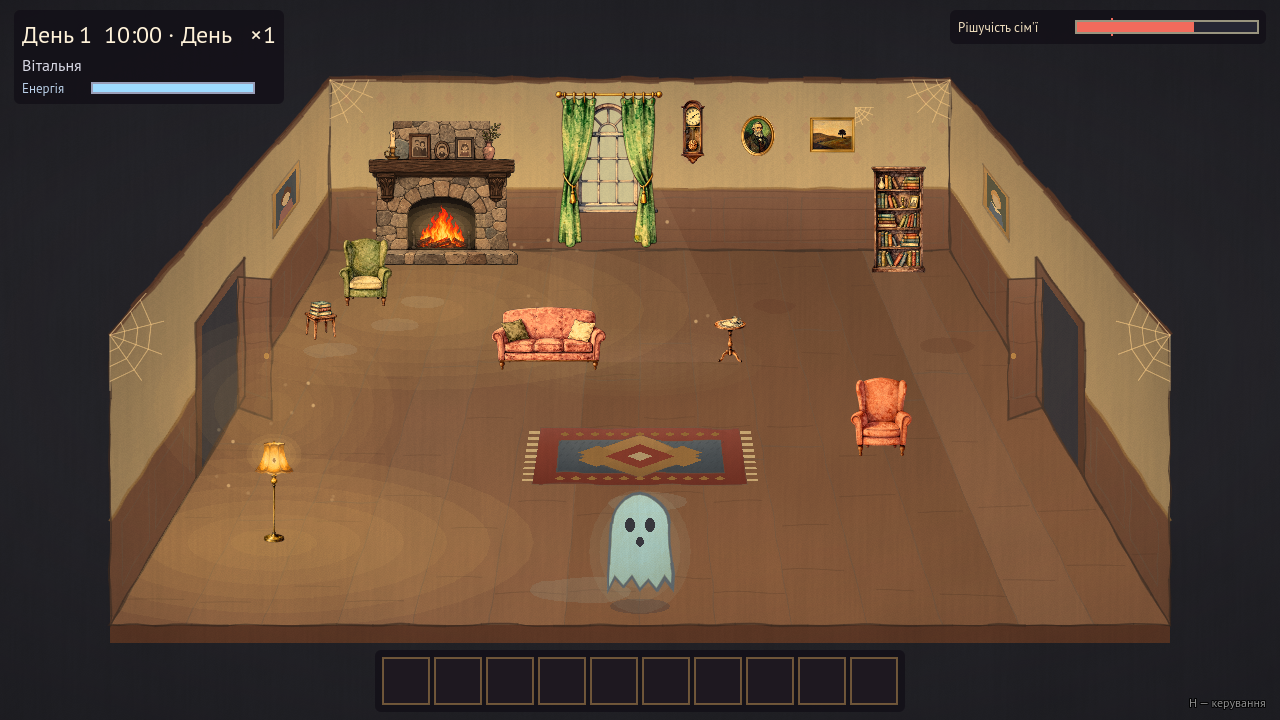 День 1 10:00 · День ×1
Рішучість сім'ї
Вітальня
Енергія
H — керування